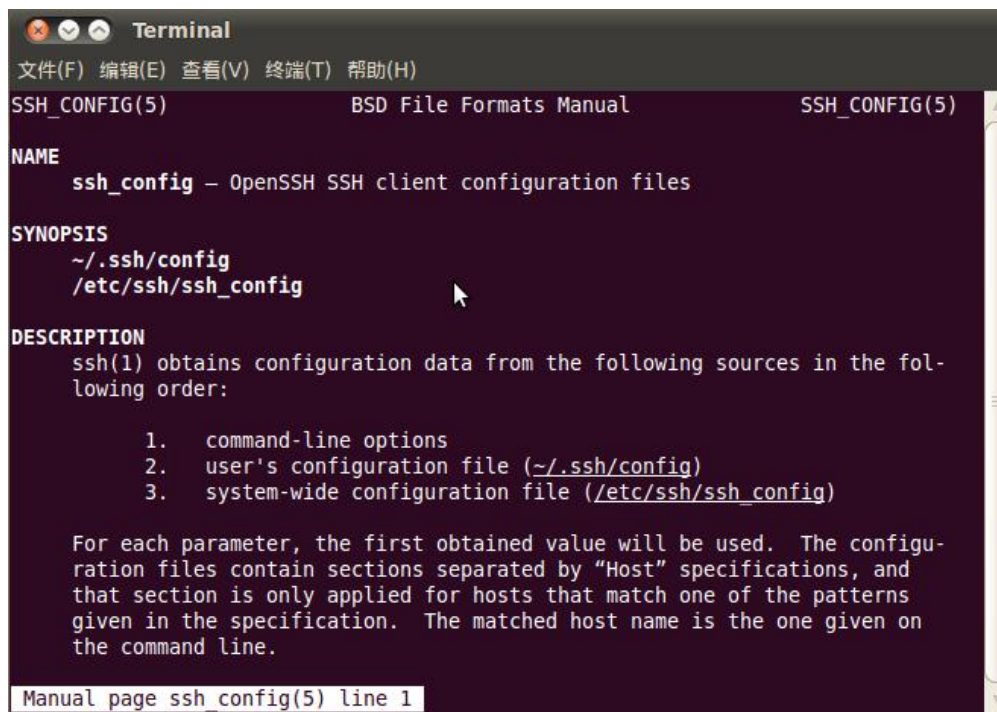 Terminal
文件(F) 编辑(E) 查看(V) 终端(T) 帮助(H)
SSH_CONFIG(5) BSD File Formats Manual SSH_CONFIG(5)
NAME
ssh_config — OpenSSH SSH client configuration files
SYNOPSIS
~/.ssh/config
/etc/ssh/ssh_config
DESCRIPTION
ssh(1) obtains configuration data from the following sources in the fol-
lowing order:
1. command-line options
2. user's configuration file (~/.ssh/config)
3. system-wide configuration file (/etc/ssh/ssh_config)
For each parameter, the first obtained value will be used. The configu-
ration files contain sections separated by “Host” specifications, and
that section is only applied for hosts that match one of the patterns
given in the specification. The matched host name is the one given on
the command line.
Manual page ssh_config(5) line 1